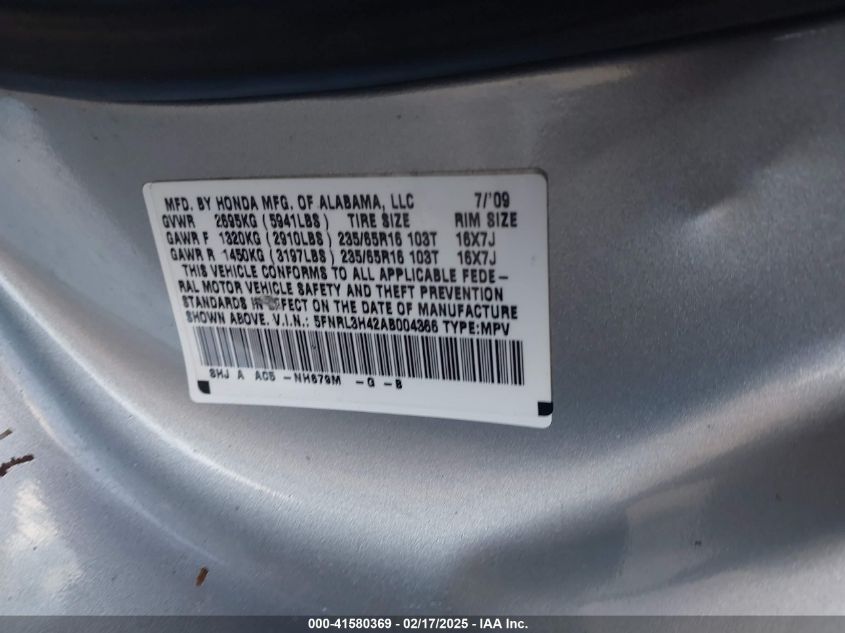 MFD. BY HONDA MFG. OF ALABAMA, LLC 7/'09
GVWR 2695KG (5941LBS) TIRE SIZE RIM SIZE
GAWR F 1320KG (2910LBS) 235/65R16 103T 16X7J
GAWR R 1450KG (3197LBS) 235/65R16 103T 16X7J
THIS VEHICLE CONFORMS TO ALL APPLICABLE FEDE-
RAL MOTOR VEHICLE SAFETY AND THEFT PREVENTION
STANDARDS IN EFFECT ON THE DATE OF MANUFACTURE
SHOWN ABOVE. V.I.N.: 5FNRL3H42AB004366 TYPE:MPV
SHJ A AC5 -NH679M -G -B
000-41580369 - 02/17/2025 - IAA Inc.